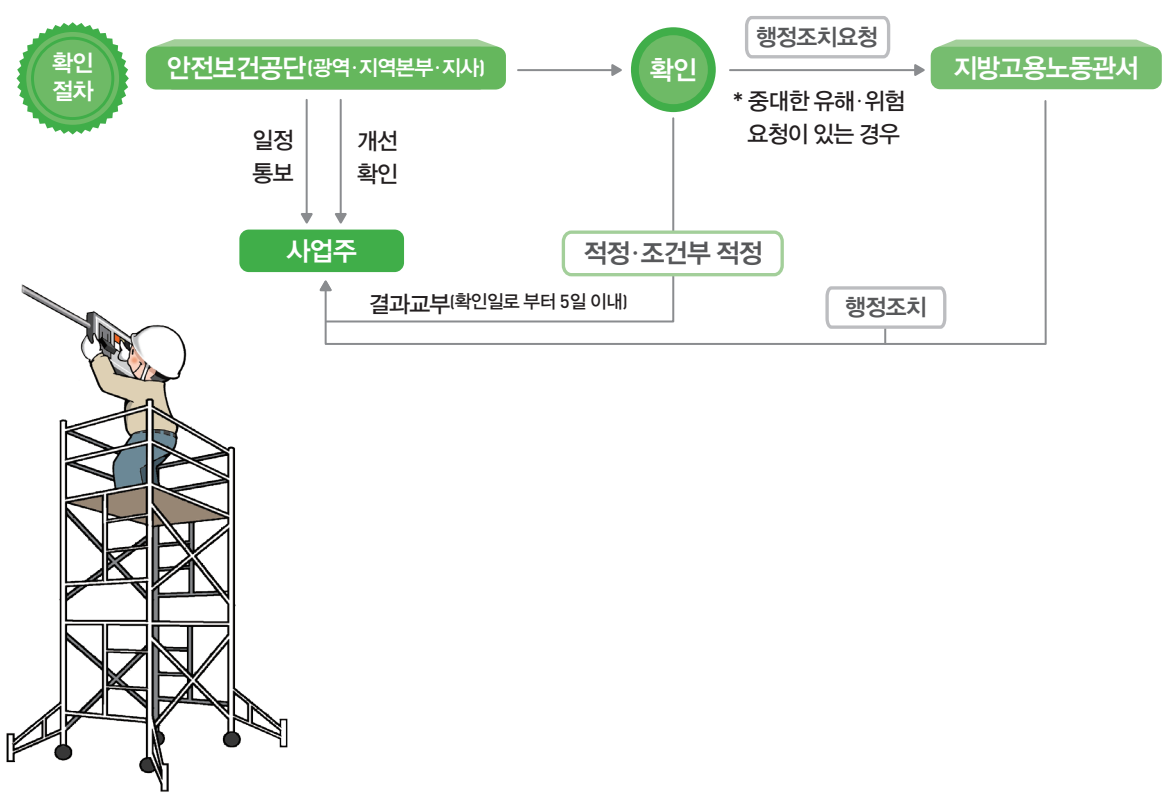 확인
절차
안전보건공단(광역·지역본부·지사)
확인
행정조치요청
지방고용노동관서
* 중대한 유해·위험
요청이 있는 경우
일정
통보
개선
확인
사업주
적정·조건부 적정
결과교부(확인일로 부터 5일 이내)
행정조치